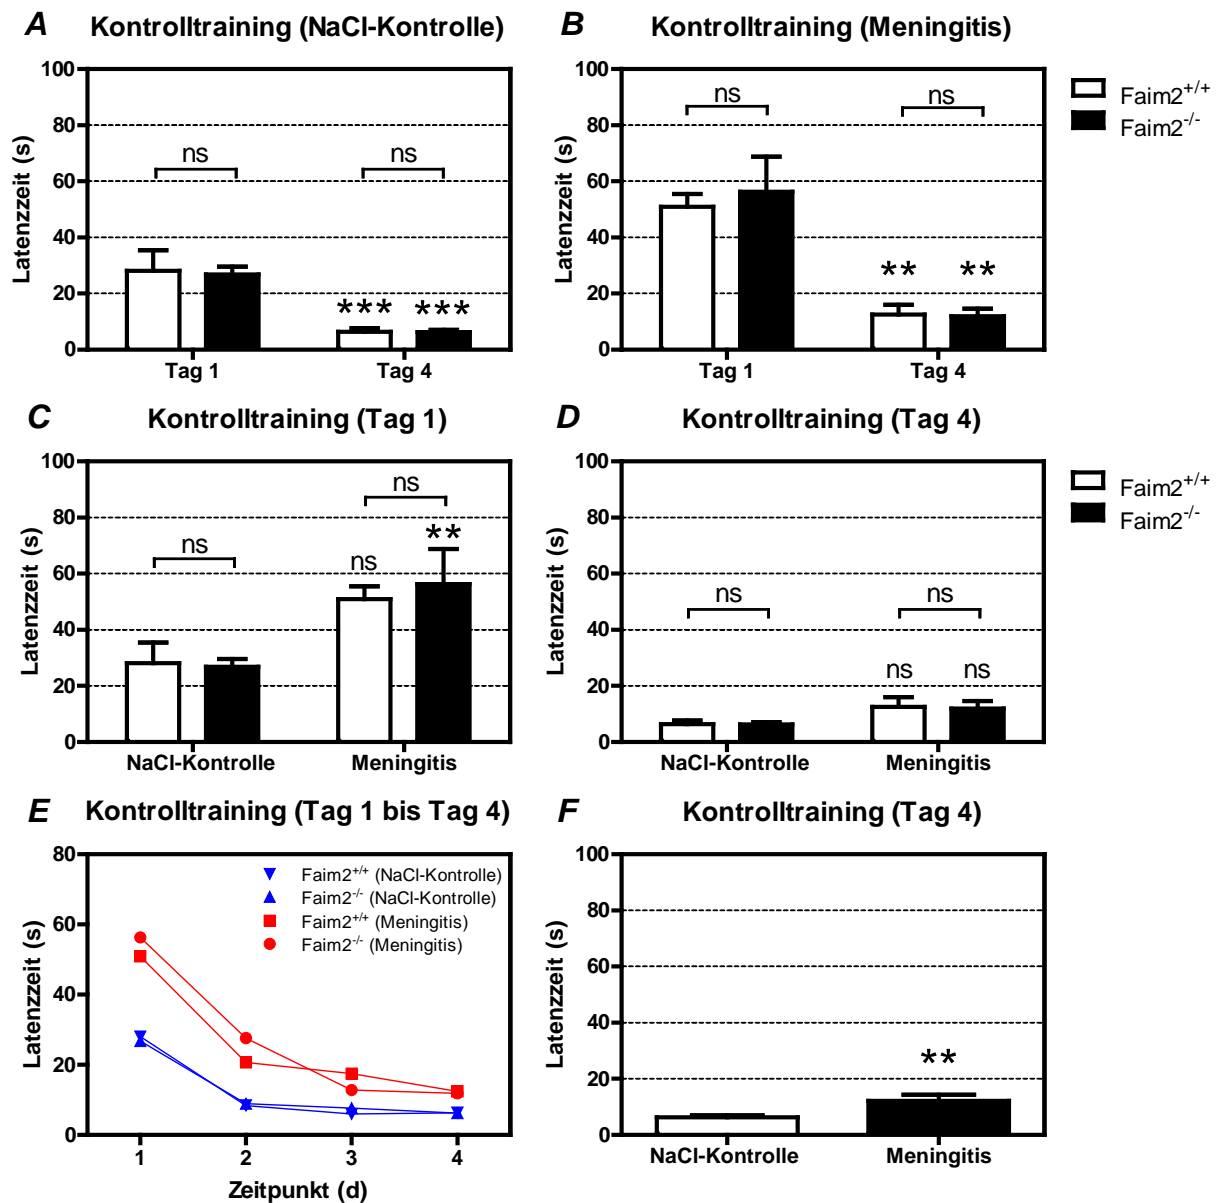 A Kontrolltraining (NaCl-Kontrolle)
Latenzzeit (s)
100
80
60
40
20
0
ns
ns
***
***
Tag 1
Tag 4
B Kontrolltraining (Meningitis)
Latenzzeit (s)
100
80
60
40
20
0
ns
ns
**
**
Tag 1
Tag 4
Faim2+/+
Faim2-/-
C Kontrolltraining (Tag 1)
Latenzzeit (s)
100
80
60
40
20
0
ns
ns
ns
**
NaCl-Kontrolle
Meningitis
D Kontrolltraining (Tag 4)
Latenzzeit (s)
100
80
60
40
20
0
ns
ns
ns
ns
NaCl-Kontrolle
Meningitis
Faim2+/+
Faim2-/-
E Kontrolltraining (Tag 1 bis Tag 4)
Latenzzeit (s)
80
60
40
20
0
Faim2+/+ (NaCl-Kontrolle)
Faim2-/- (NaCl-Kontrolle)
Faim2+/+ (Meningitis)
Faim2-/- (Meningitis)
1 2 3 4
Zeitpunkt (d)
F Kontrolltraining (Tag 4)
Latenzzeit (s)
100
80
60
40
20
0
**
NaCl-Kontrolle
Meningitis